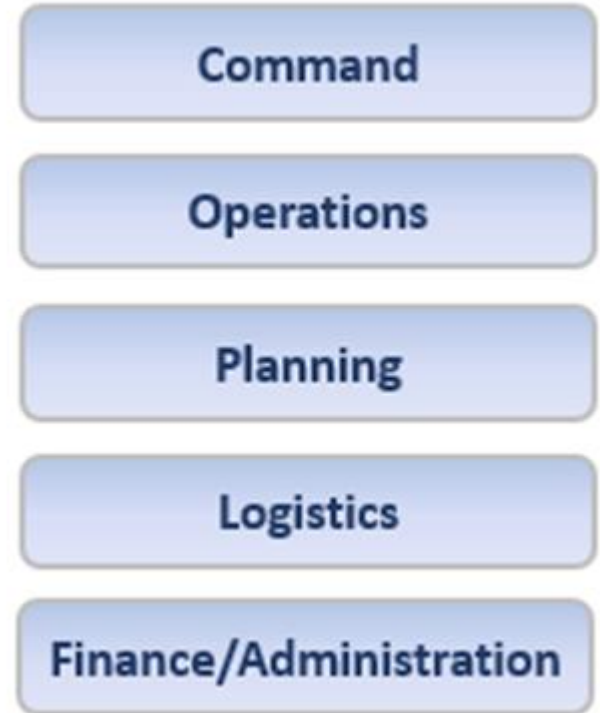 Command
Operations
Planning
Logistics
Finance/Administration